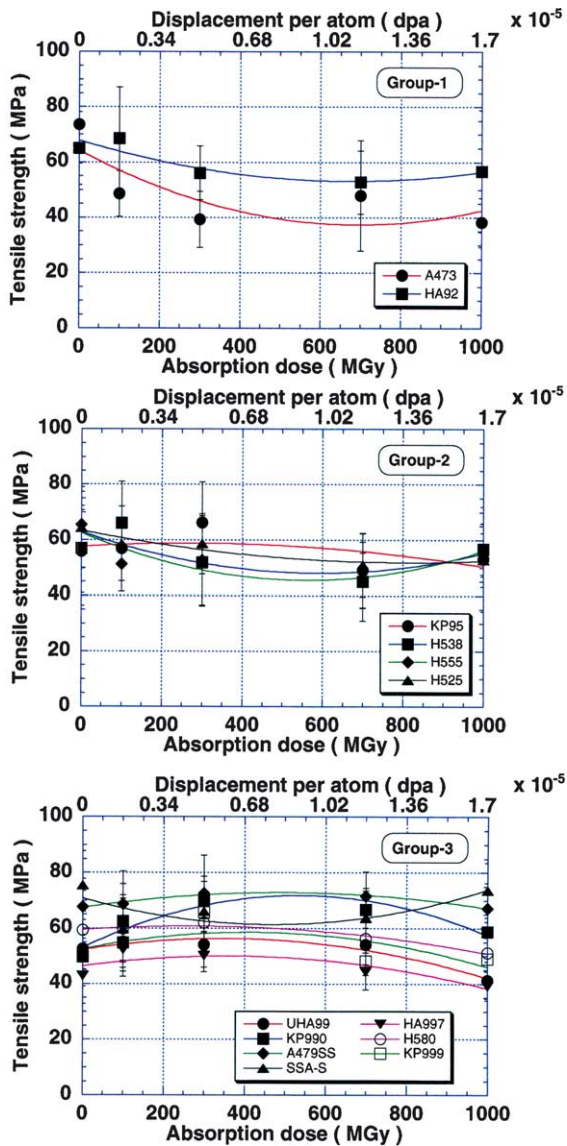 Displacement per atom ( dpa )
x 10-5
0 0.34 0.68 1.02 1.36 1.7
Group-1
Tensile strength ( MPa )
100
80
60
40
20
0
A473
HA92
0 200 400 600 800 1000
Absorption dose ( MGy )
Displacement per atom ( dpa )
x 10-5
0 0.34 0.68 1.02 1.36 1.7
Group-2
Tensile strength ( MPa )
100
80
60
40
20
0
KP95
H538
H555
H525
0 200 400 600 800 1000
Absorption dose ( MGy )
Displacement per atom ( dpa )
x 10-5
0 0.34 0.68 1.02 1.36 1.7
Group-3
Tensile strength ( MPa )
100
80
60
40
20
0
UHA99 HA997
KP990 H580
A479SS KP999
SSA-S
0 200 400 600 800 1000
Absorption dose ( MGy )